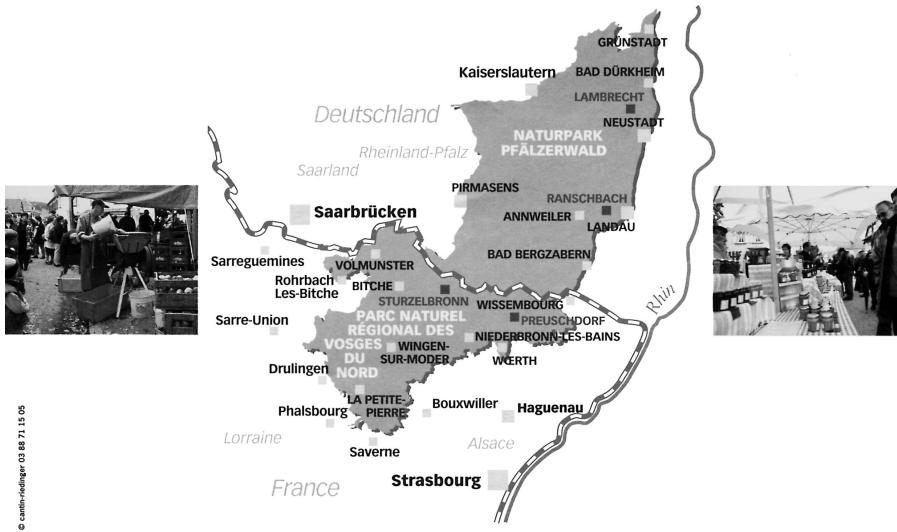 GRÜNSTADT
Kaiserslautern
BAD DÜRKHEIM
LAMBRECHT
Deutschland
NEUSTADT
NATURPARK
PFÄLZERWALD
Rheinland-Pfalz
Saarland
PIRMASENS
RANSCHBACH
Saarbrücken
ANNWEILER
LANDAU
Sarreguemines
VOLMUNSTER
BAD BERGZABERN
Rohrbach
Les-Bitche
BITCHE
Rhin
STURZELBRONN
WISSEMBOURG
Sarre-Union
PARC NATUREL
RÉGIONAL DES
VOSGES
DU
NORD
PREUSCHDORF
NIEDERBRONN-LES-BAINS
WINGEN-
SUR-MODER
WŒRTH
Drulingen
LA PETITE-
PIERRE
Phalsbourg
Bouxwiller
Haguenau
Lorraine
Alsace
Saverne
Strasbourg
France
© cantin-riedinger 03 88 71 15 05